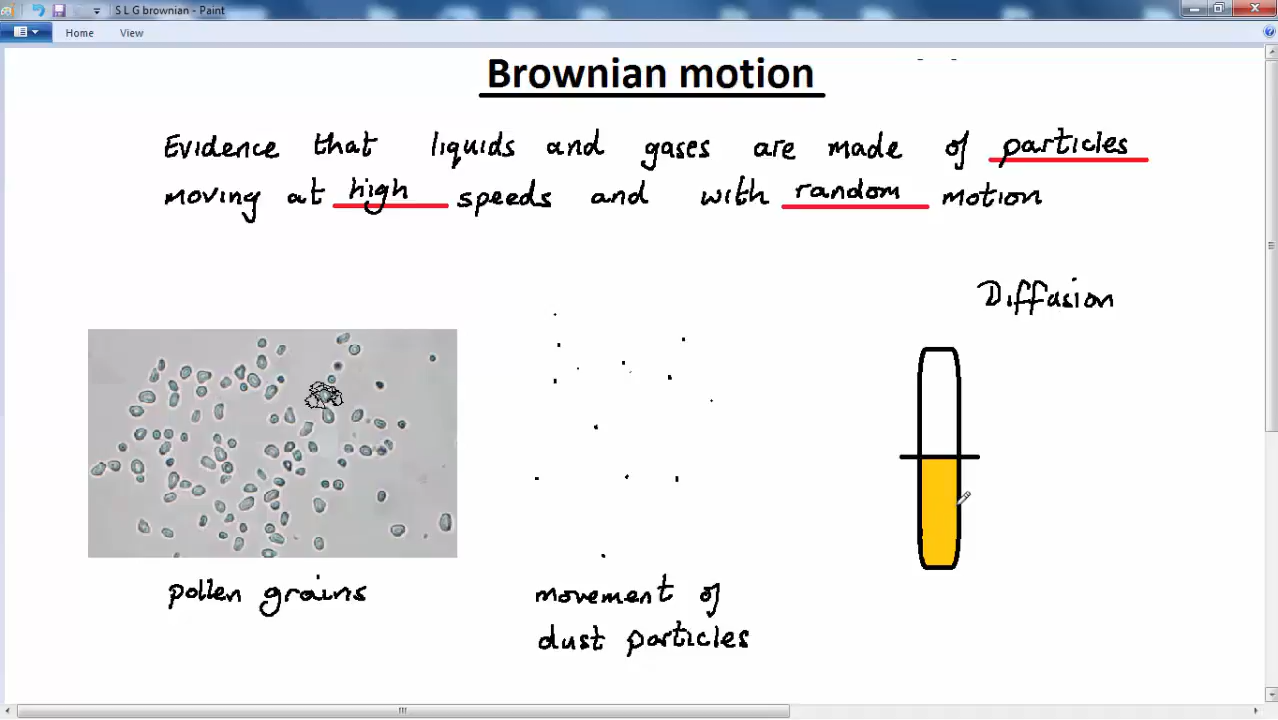 S L G brownian - Paint
Home View
Brownian motion
Evidence that liquids and gases are made of particles
moving at high speeds and with random motion
Diffusion
pollen grains
movement of
dust particles